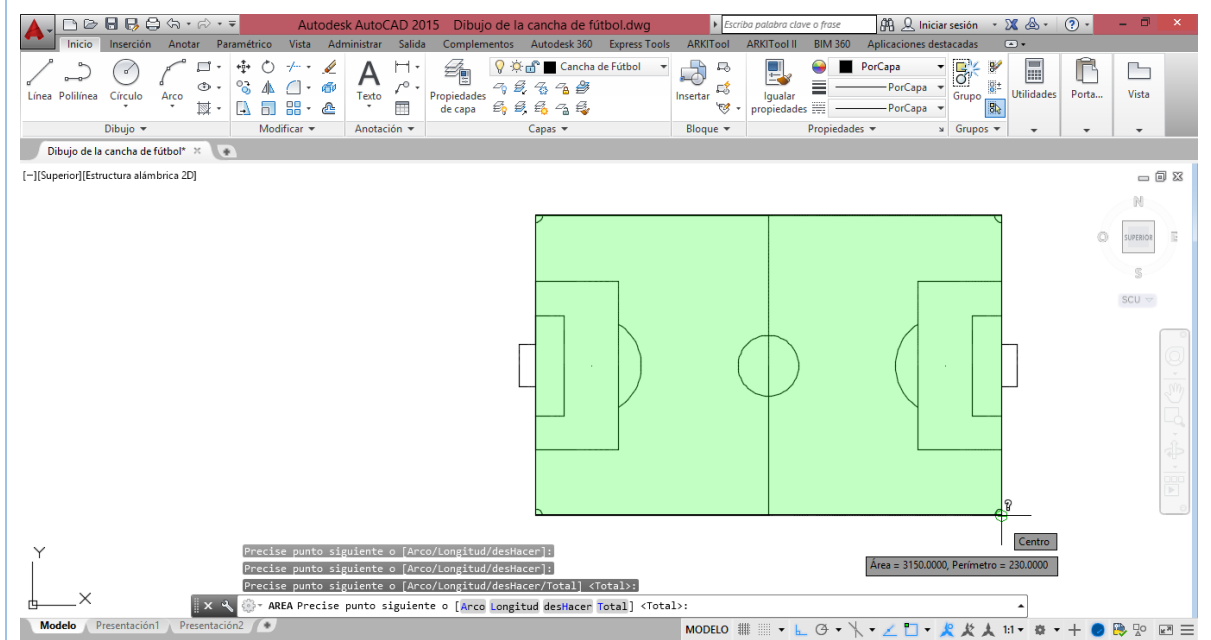 Autodesk AutoCAD 2015 Dibujo de la cancha de fútbol.dwg Escriba palabra clave o frase Iniciar sesión
Inicio Inserción Anotar Paramétrico Vista Administrar Salida Complementos Autodesk 360 Express Tools ARKITool ARKITool II BIM 360 Aplicaciones destacadas
Línea Polilínea Círculo Arco Texto Propiedades de capa Cancha de Fútbol Insertar Igualar propiedades PorCapa PorCapa PorCapa Grupo Utilidades Porta... Vista
Dibujo Modificar Anotación Capas Bloque Propiedades Grupos
Dibujo de la cancha de fútbol*
[−][Superior][Estructura alámbrica 2D]
N
SUPERIOR
S
SCU
Centro
Área = 3150.0000, Perímetro = 230.0000
Precise punto siguiente o [Arco/Longitud/desHacer]:
Precise punto siguiente o [Arco/Longitud/desHacer]:
Precise punto siguiente o [Arco/Longitud/desHacer/Total] <Total>:
Y
X
AREA Precise punto siguiente o [Arco Longitud desHacer Total] <Total>:
Modelo Presentación1 Presentación2 MODELO 1:1